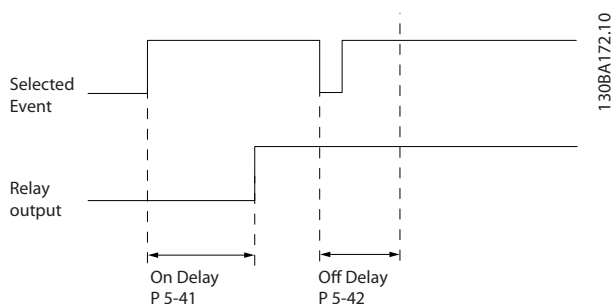 130BA172.10
Selected
Event
Relay
output
On Delay
P 5-41
Off Delay
P 5-42